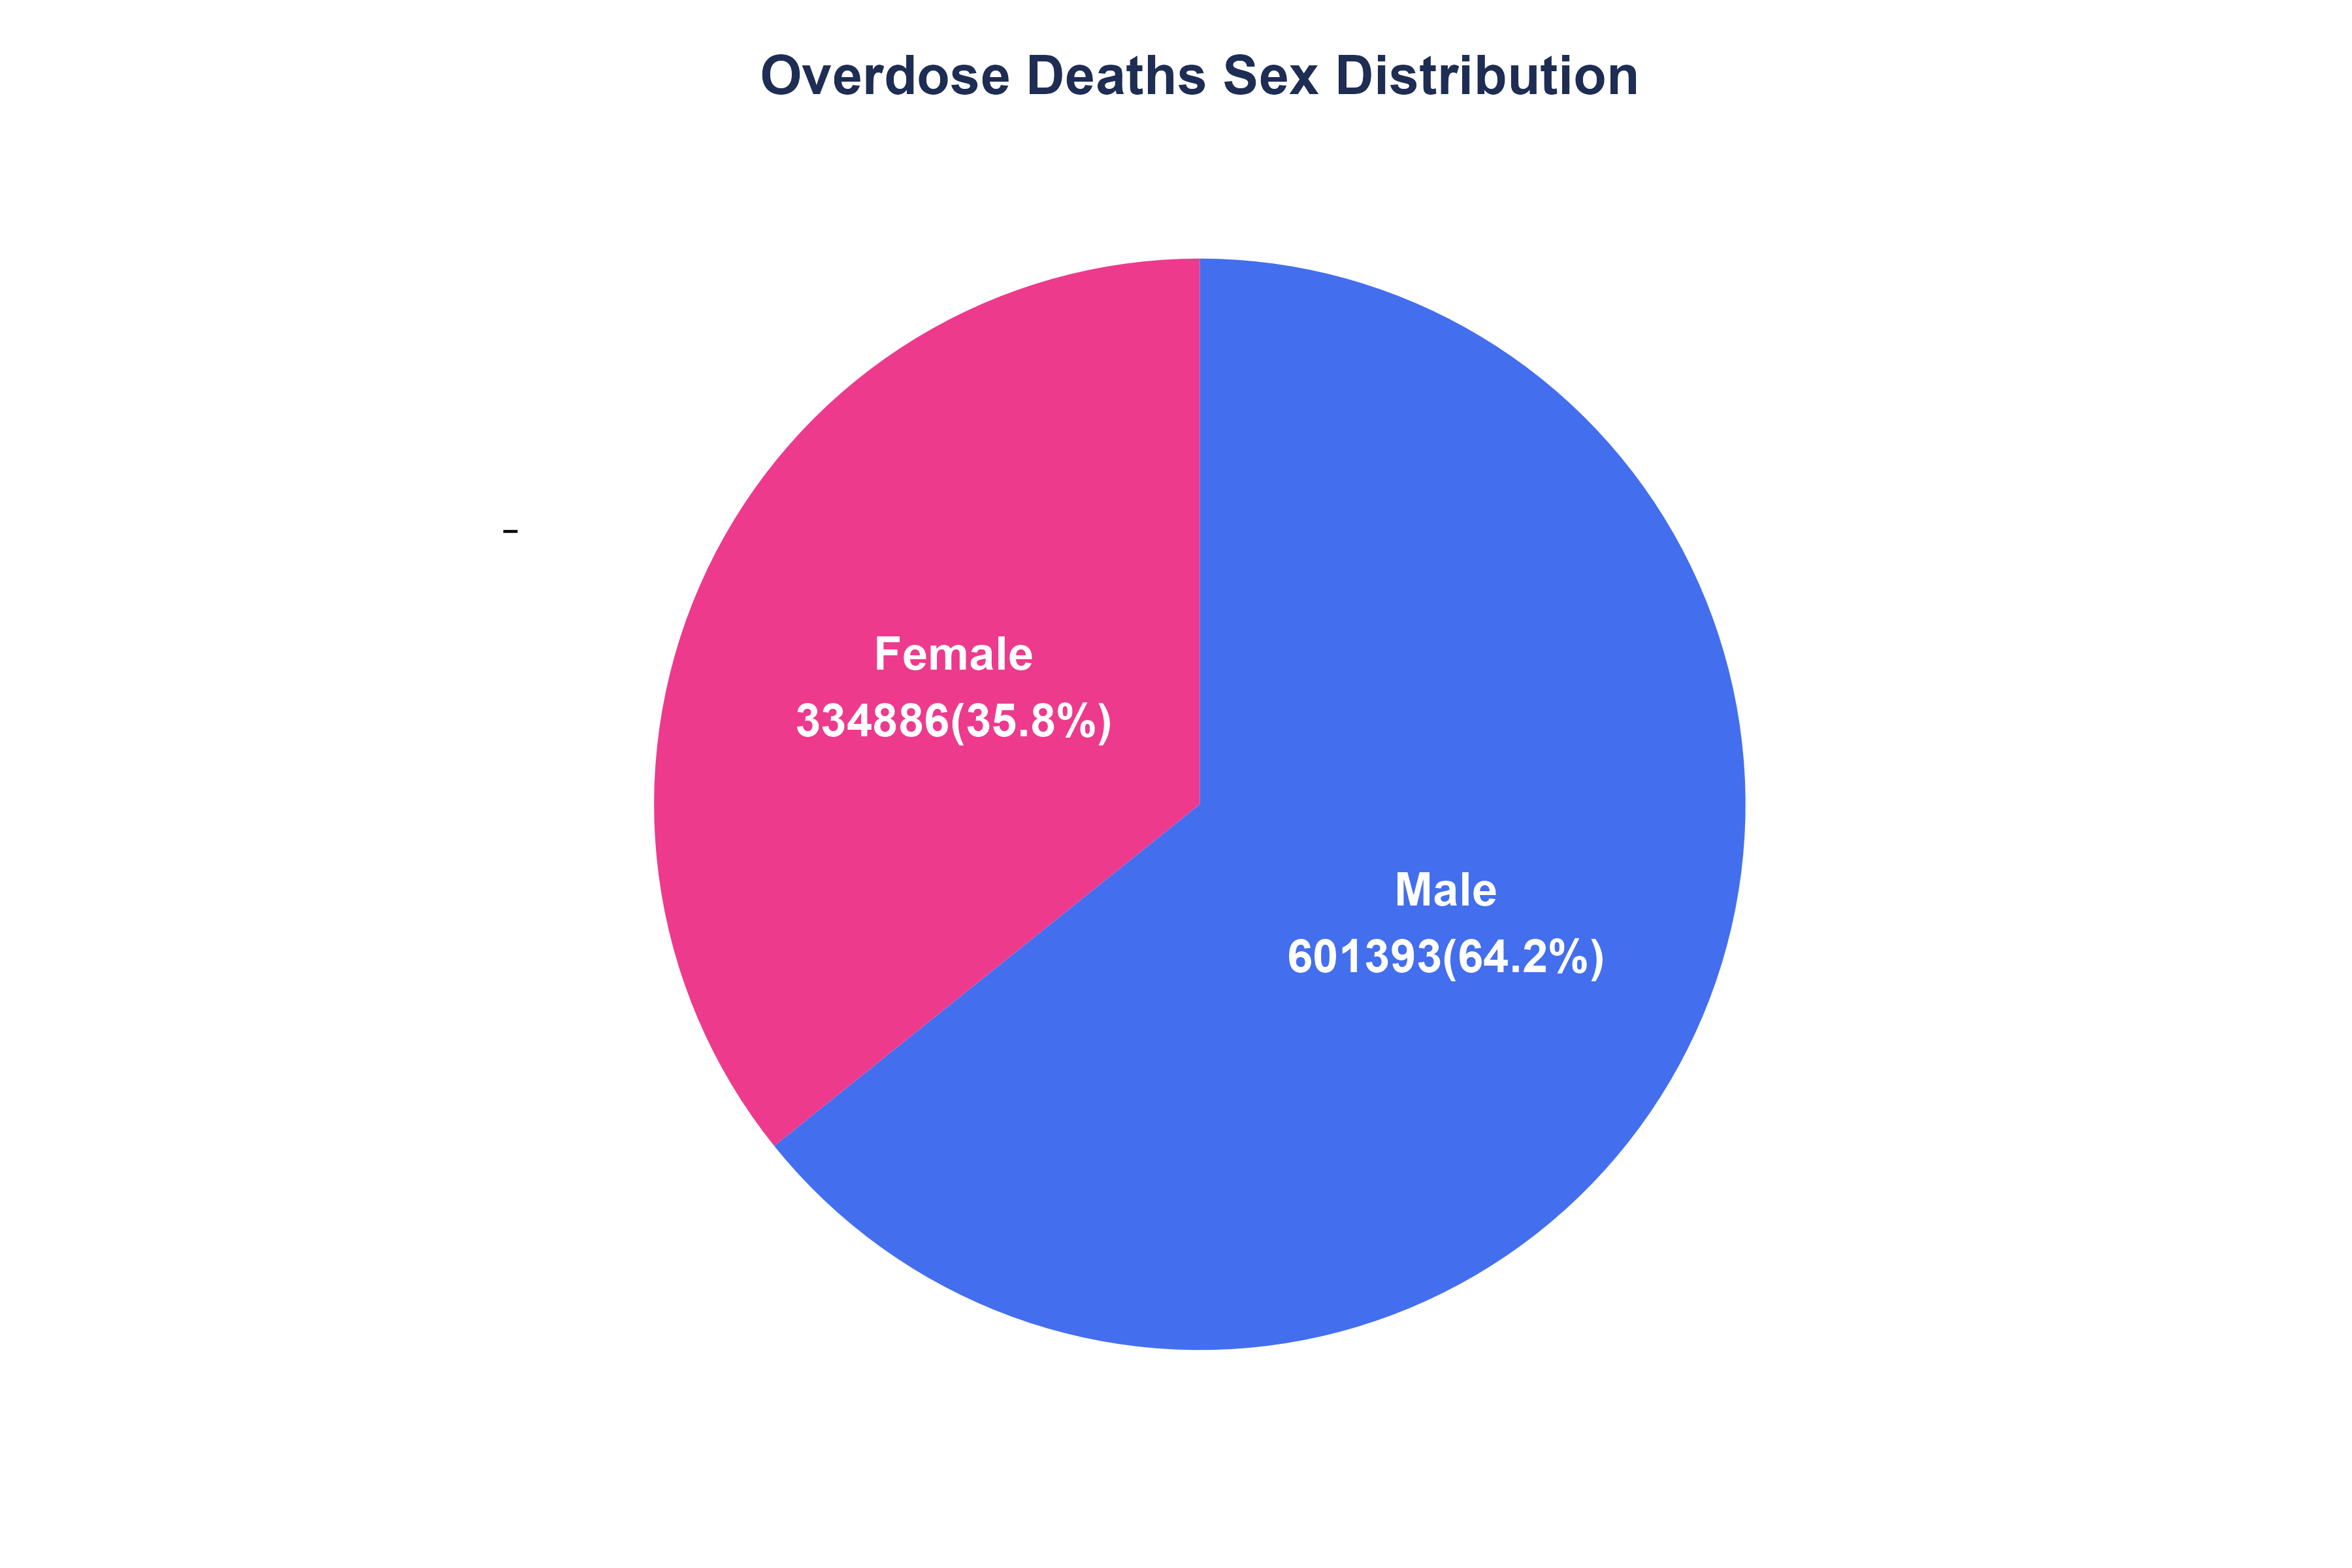 Overdose Deaths Sex Distribution
Female
334886(35.8%)
Male
601393(64.2%)